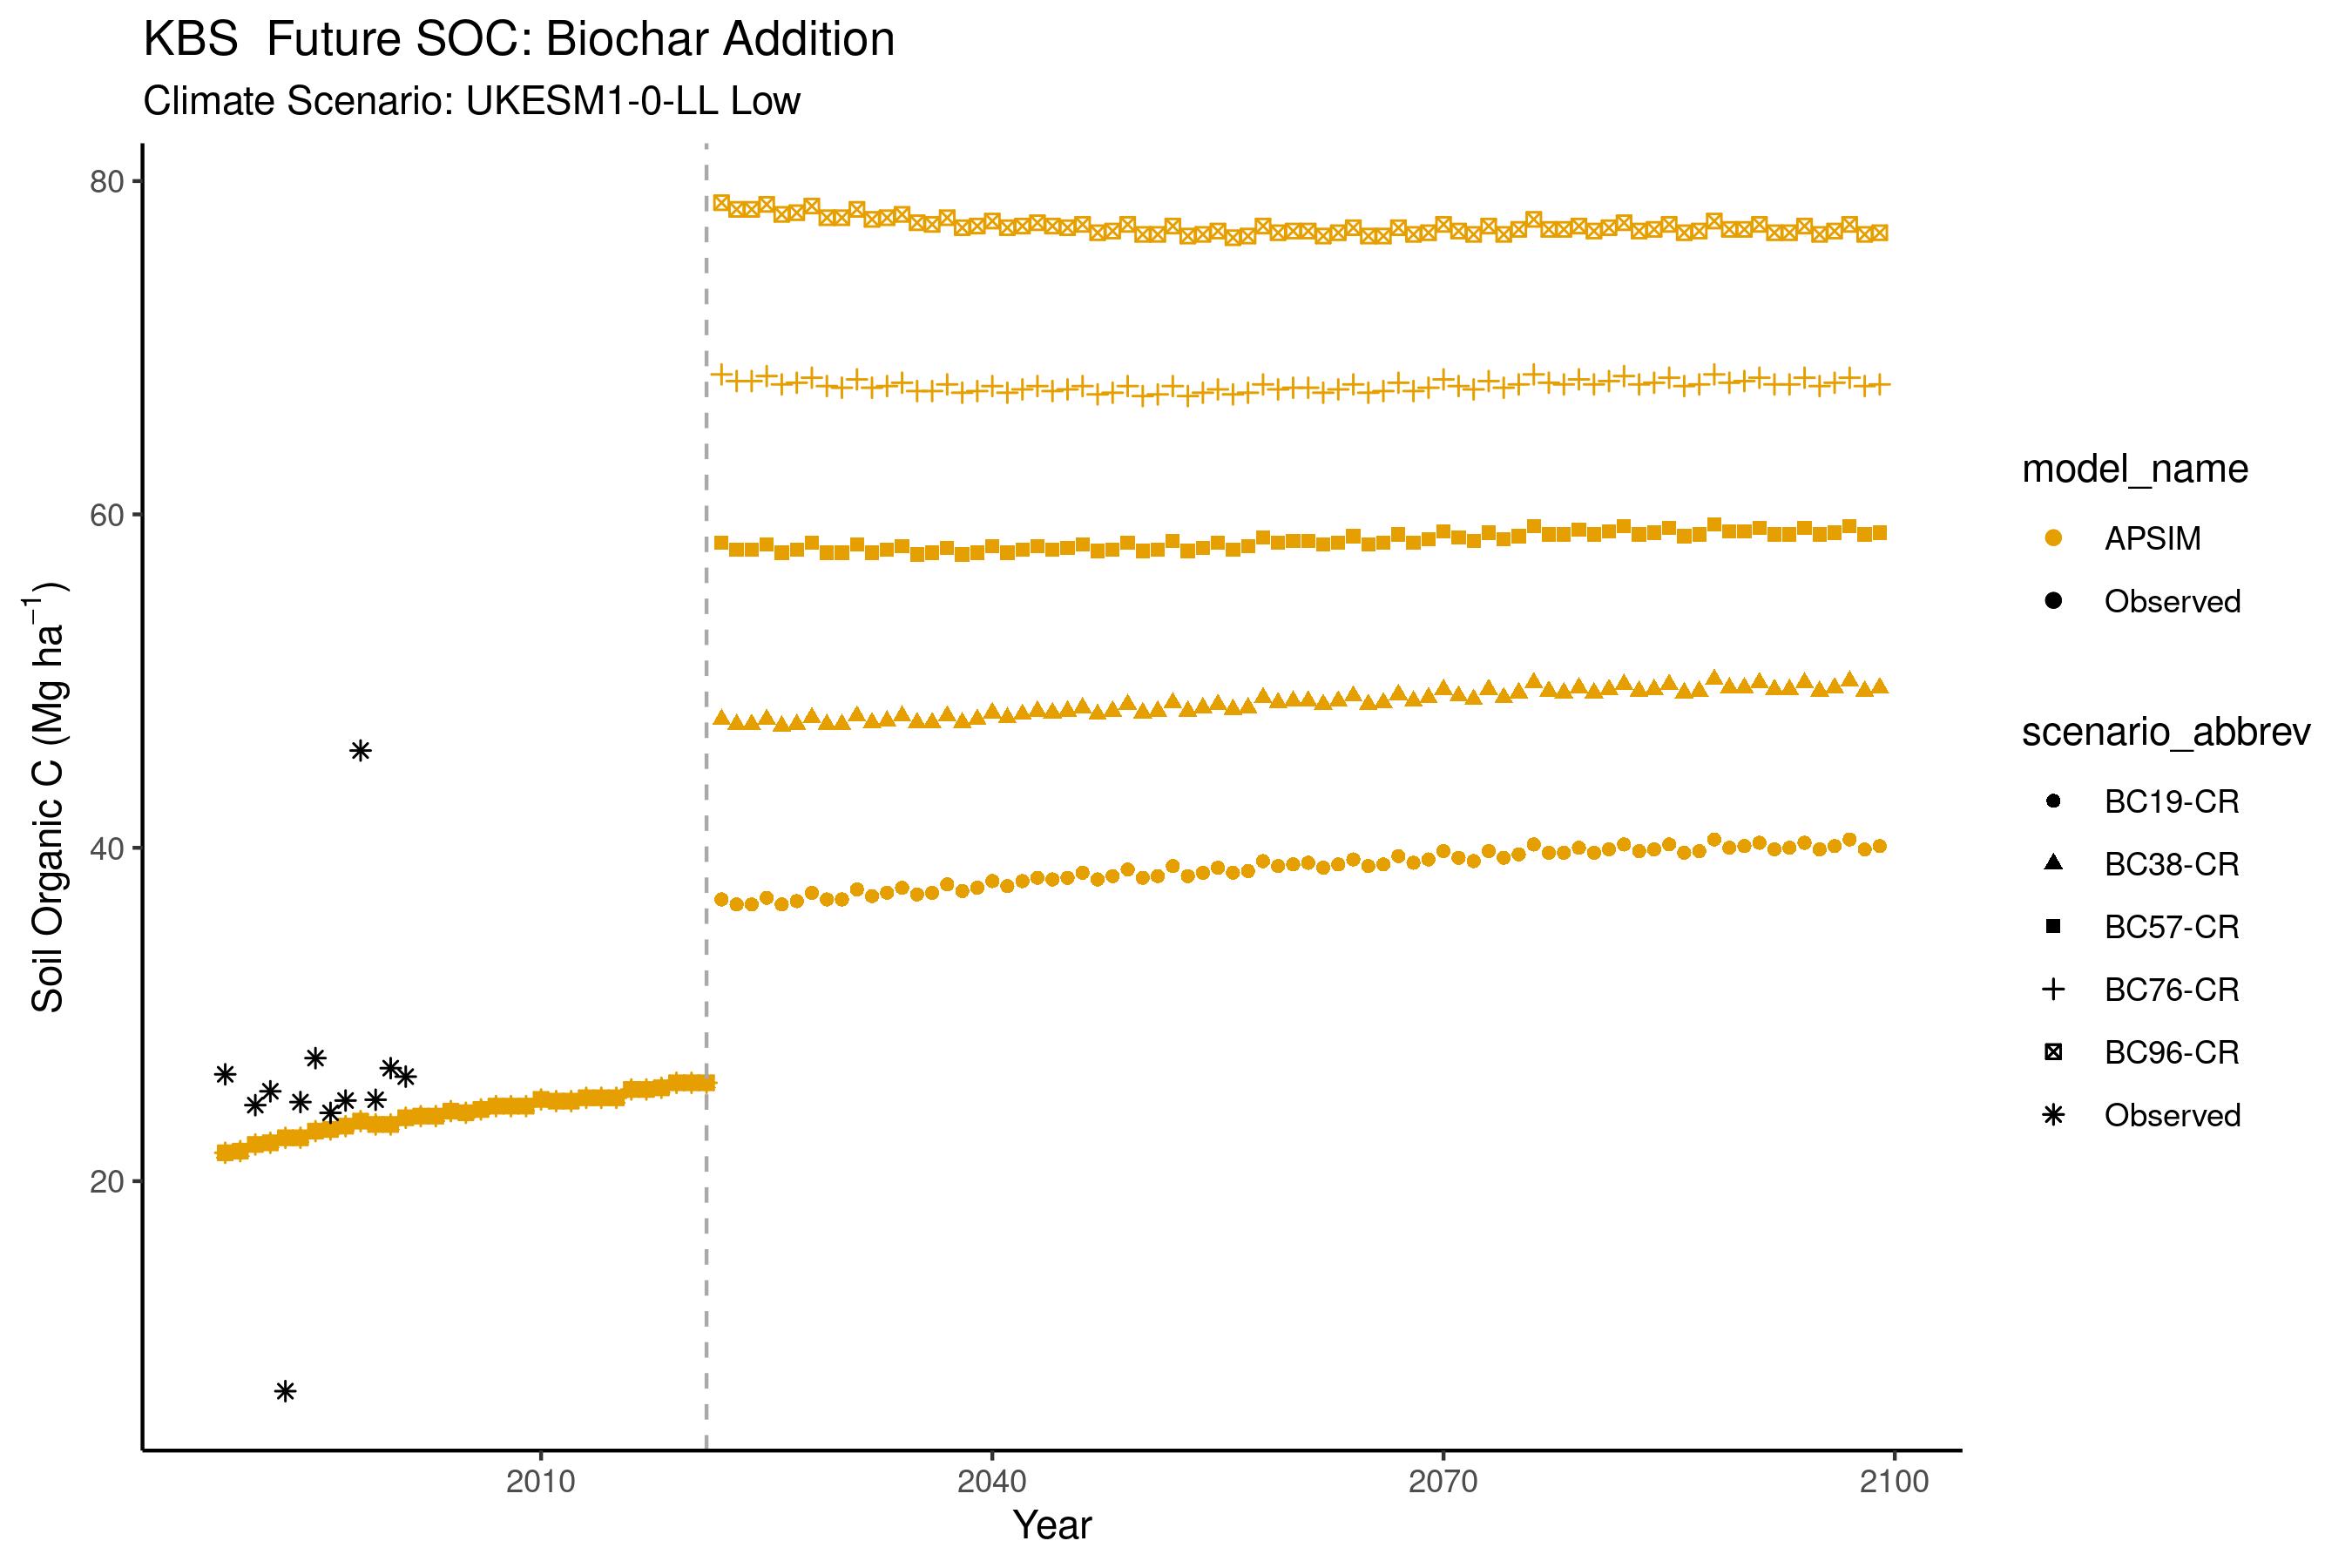 KBS  Future SOC: Biochar Addition
Climate Scenario: UKESM1-0-LL Low
80
60
40
20
Soil Organic C (Mg ha⁻¹)
2010
2040
2070
2100
Year
model_name
APSIM
Observed
scenario_abbrev
BC19-CR
BC38-CR
BC57-CR
BC76-CR
BC96-CR
Observed